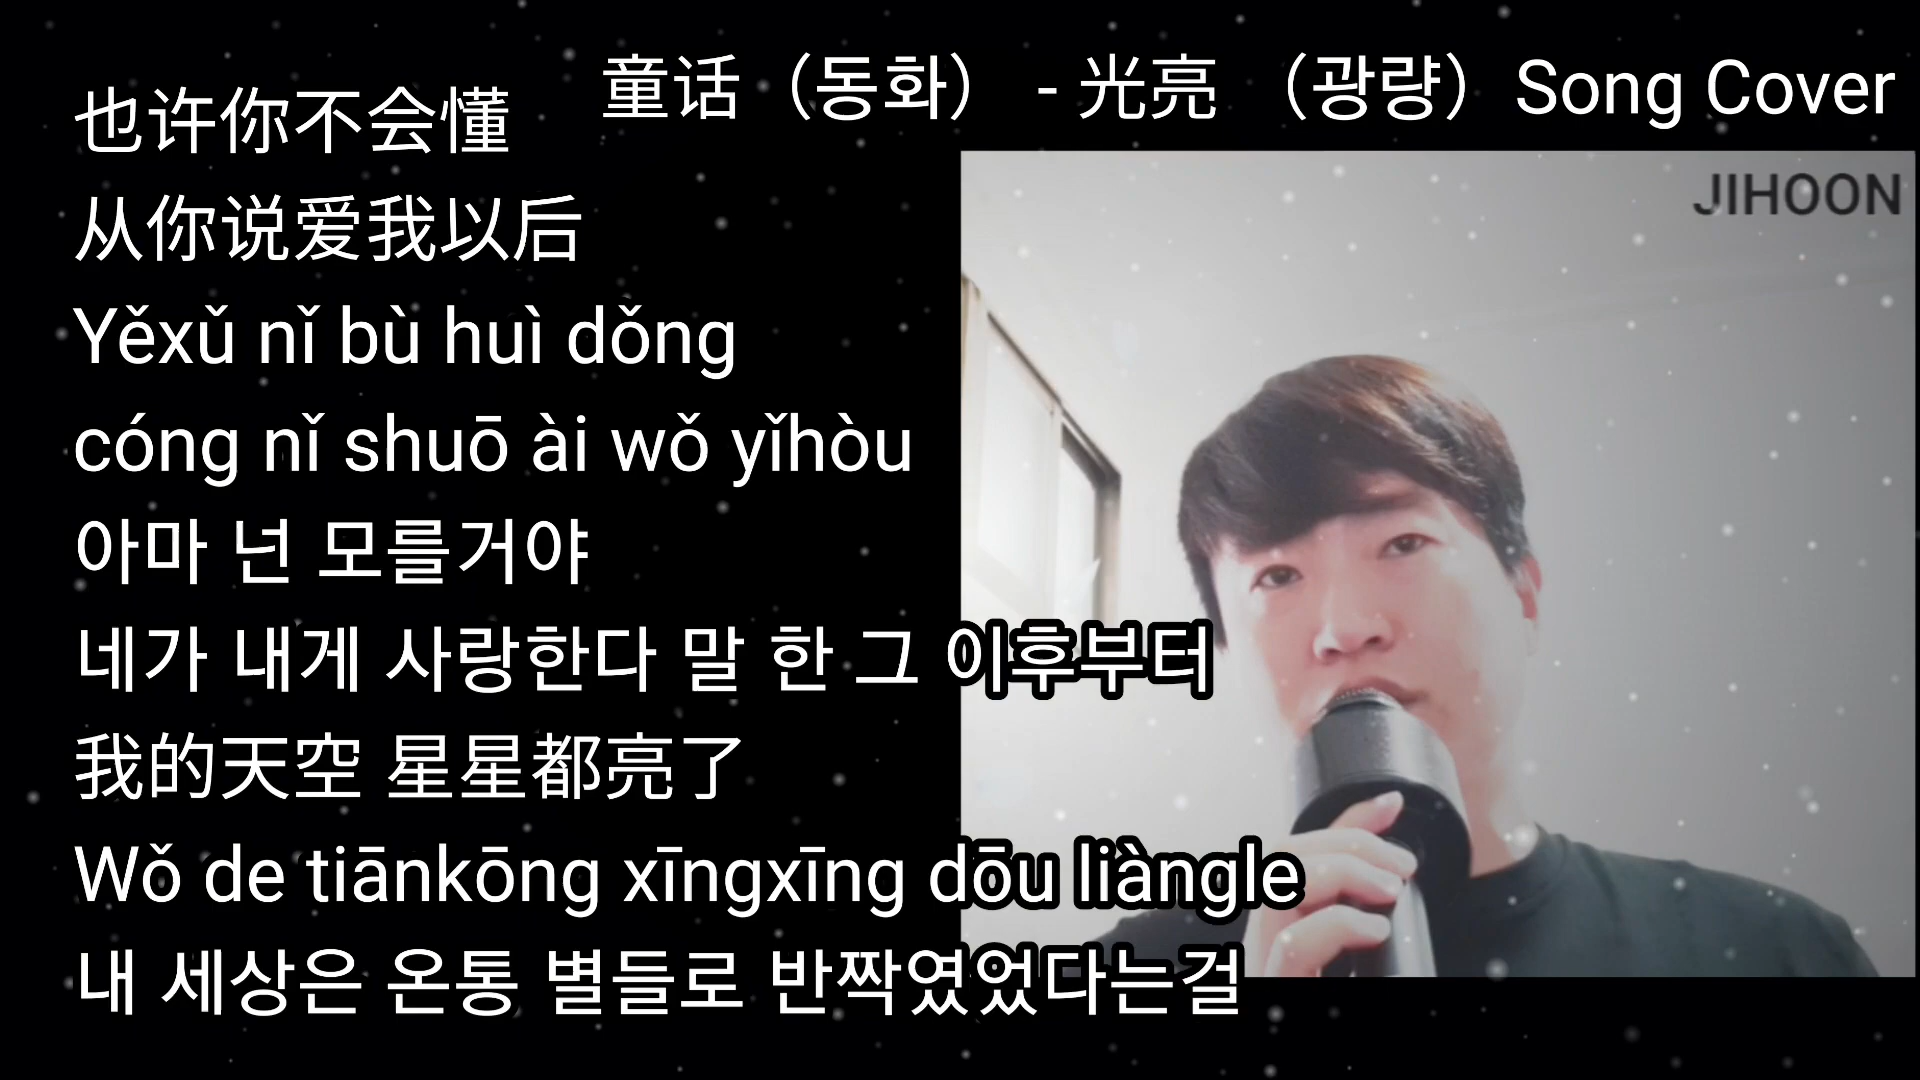 童话（동화） - 光亮 （광량）Song Cover
JIHOON
也许你不会懂
从你说爱我以后
Yěxǔ nǐ bù huì dǒng
cóng nǐ shuō ài wǒ yǐhòu
아마 넌 모를거야
네가 내게 사랑한다 말 한 그 이후부터
我的天空 星星都亮了
Wǒ de tiānkōng xīngxīng dōu liàngle
내 세상은 온통 별들로 반짝였었다는걸